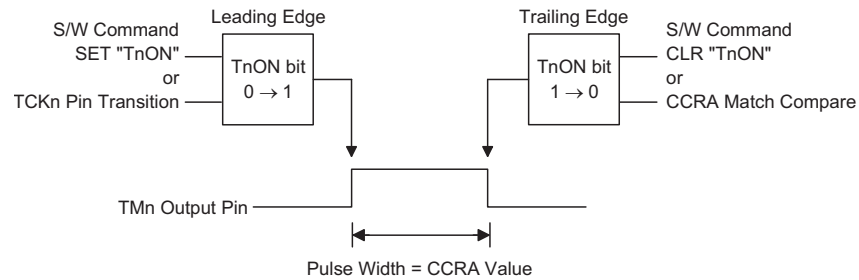 Leading Edge
S/W Command
SET "TnON"
or
TCKn Pin Transition
TnON bit
0 → 1
Trailing Edge
TnON bit
1 → 0
S/W Command
CLR "TnON"
or
CCRA Match Compare
TMn Output Pin
Pulse Width = CCRA Value